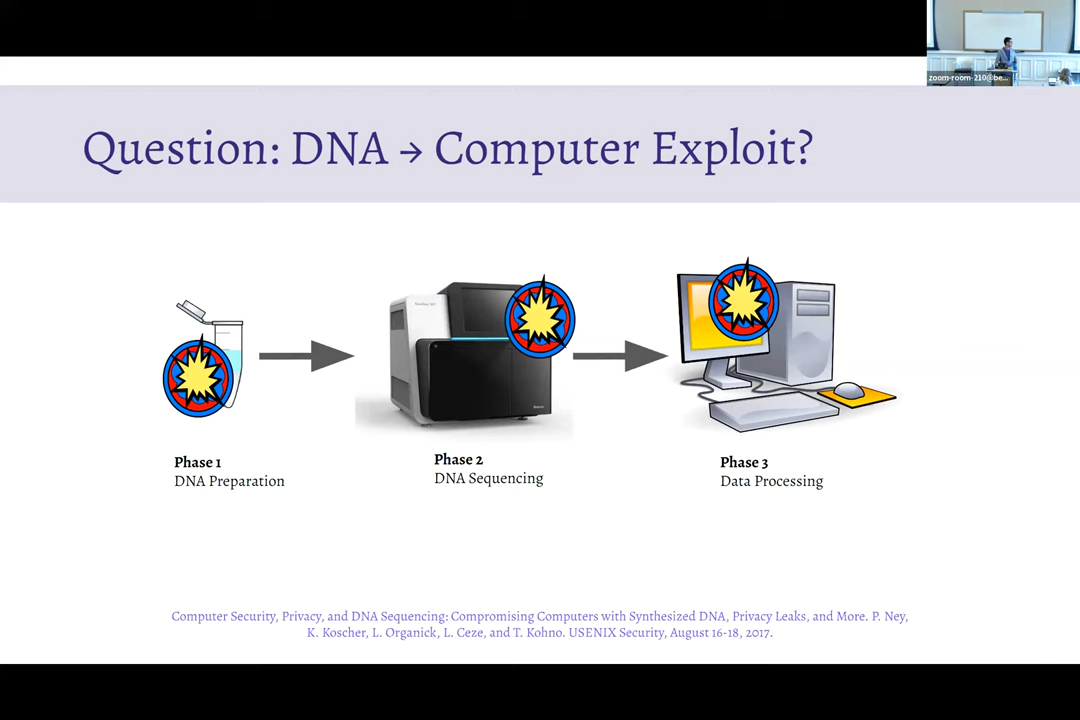 zoom-room-210@be...
Question: DNA → Computer Exploit?
Phase 1
DNA Preparation
Phase 2
DNA Sequencing
Phase 3
Data Processing
Computer Security, Privacy, and DNA Sequencing: Compromising Computers with Synthesized DNA, Privacy Leaks, and More. P. Ney,
K. Koscher, L. Organick, L. Ceze, and T. Kohno. USENIX Security, August 16-18, 2017.